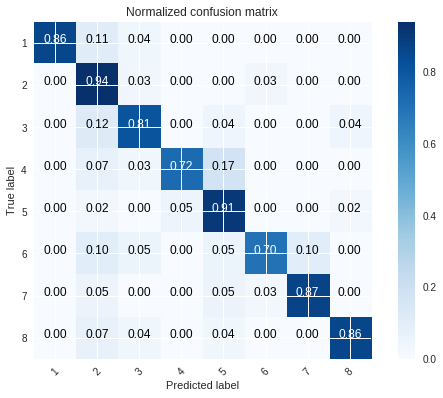 Normalized confusion matrix
1 0.86 0.11 0.04 0.00 0.00 0.00 0.00 0.00
2 0.00 0.94 0.03 0.00 0.00 0.03 0.00 0.00
3 0.00 0.12 0.81 0.00 0.04 0.00 0.00 0.04
4 0.00 0.07 0.03 0.72 0.17 0.00 0.00 0.00
5 0.00 0.02 0.00 0.05 0.91 0.00 0.00 0.02
6 0.00 0.10 0.05 0.00 0.05 0.70 0.10 0.00
7 0.00 0.05 0.00 0.00 0.05 0.03 0.87 0.00
8 0.00 0.07 0.04 0.00 0.04 0.00 0.00 0.86
1 2 3 4 5 6 7 8
True label
Predicted label
0.8
0.6
0.4
0.2
0.0